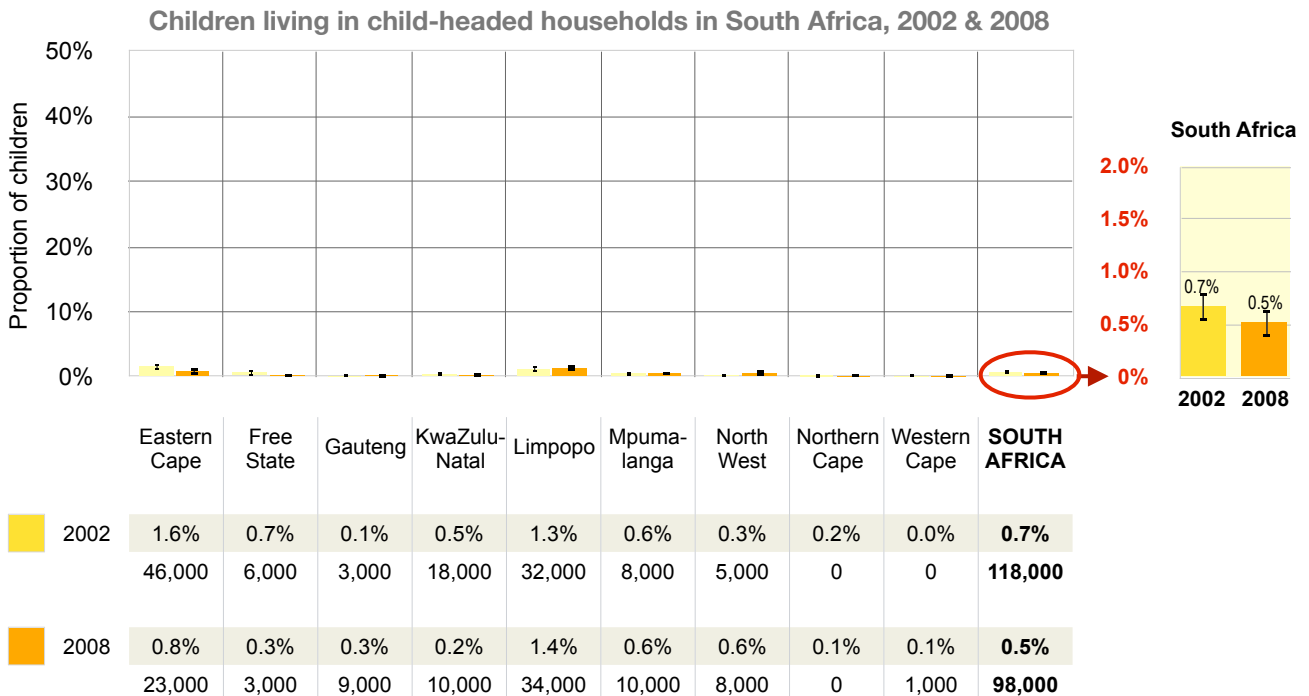 Children living in child-headed households in South Africa, 2002 & 2008
Proportion of children
50%
40%
30%
20%
10%
0%
South Africa
2.0%
1.5%
1.0%
0.5%
0%
0.7%
0.5%
2002 2008
Eastern Cape
Free State
Gauteng
KwaZulu-Natal
Limpopo
Mpuma-langa
North West
Northern Cape
Western Cape
SOUTH AFRICA
2002 1.6% 0.7% 0.1% 0.5% 1.3% 0.6% 0.3% 0.2% 0.0% 0.7%
46,000 6,000 3,000 18,000 32,000 8,000 5,000 0 0 118,000
2008 0.8% 0.3% 0.3% 0.2% 1.4% 0.6% 0.6% 0.1% 0.1% 0.5%
23,000 3,000 9,000 10,000 34,000 10,000 8,000 0 1,000 98,000